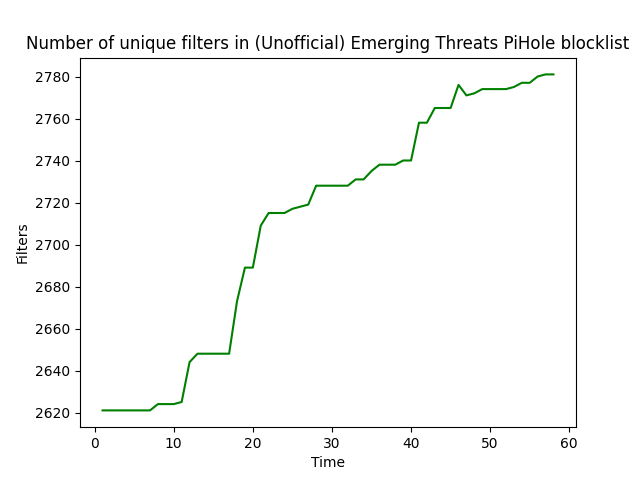 Number of unique filters in (Unofficial) Emerging Threats PiHole blocklist
2780
2760
2740
2720
2700
2680
2660
2640
2620
Filters
0 10 20 30 40 50 60
Time